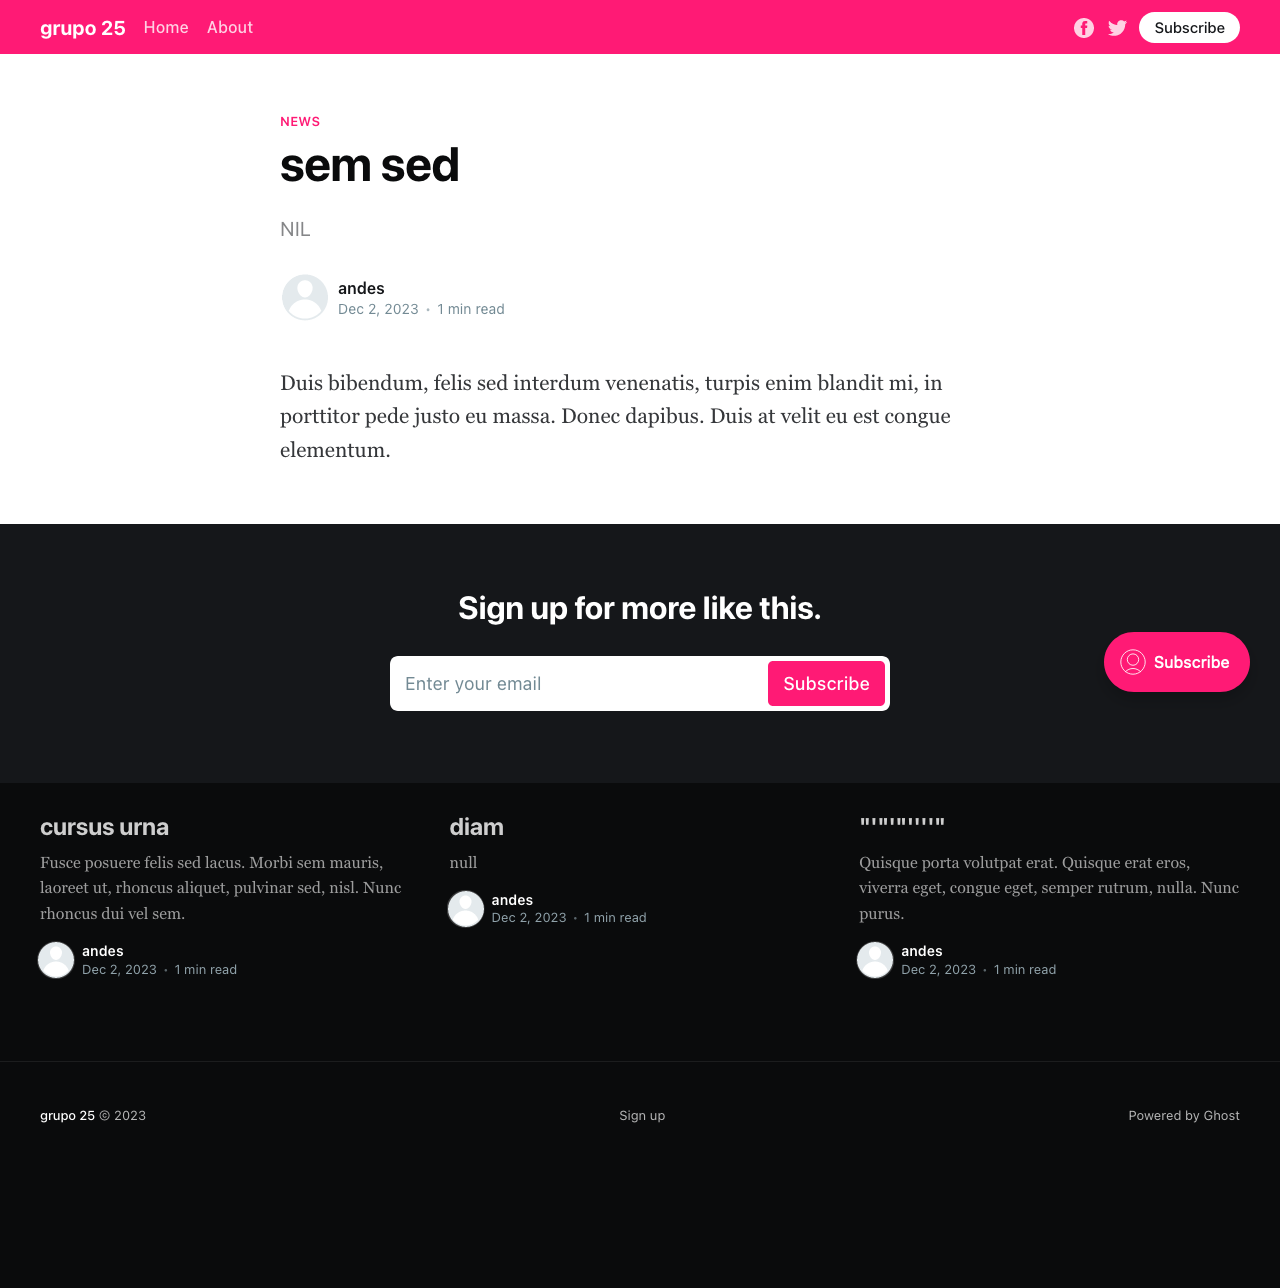 grupo 25 Home About Subscribe
NEWS
sem sed
NIL
andes
Dec 2, 2023 • 1 min read
Duis bibendum, felis sed interdum venenatis, turpis enim blandit mi, in
porttitor pede justo eu massa. Donec dapibus. Duis at velit eu est congue
elementum.
Sign up for more like this.
Enter your email Subscribe
Subscribe
cursus urna
Fusce posuere felis sed lacus. Morbi sem mauris,
laoreet ut, rhoncus aliquet, pulvinar sed, nisl. Nunc
rhoncus dui vel sem.
andes
Dec 2, 2023 • 1 min read
diam
null
andes
Dec 2, 2023 • 1 min read
"'"'"''''"
Quisque porta volutpat erat. Quisque erat eros,
viverra eget, congue eget, semper rutrum, nulla. Nunc
purus.
andes
Dec 2, 2023 • 1 min read
grupo 25 © 2023 Sign up Powered by Ghost